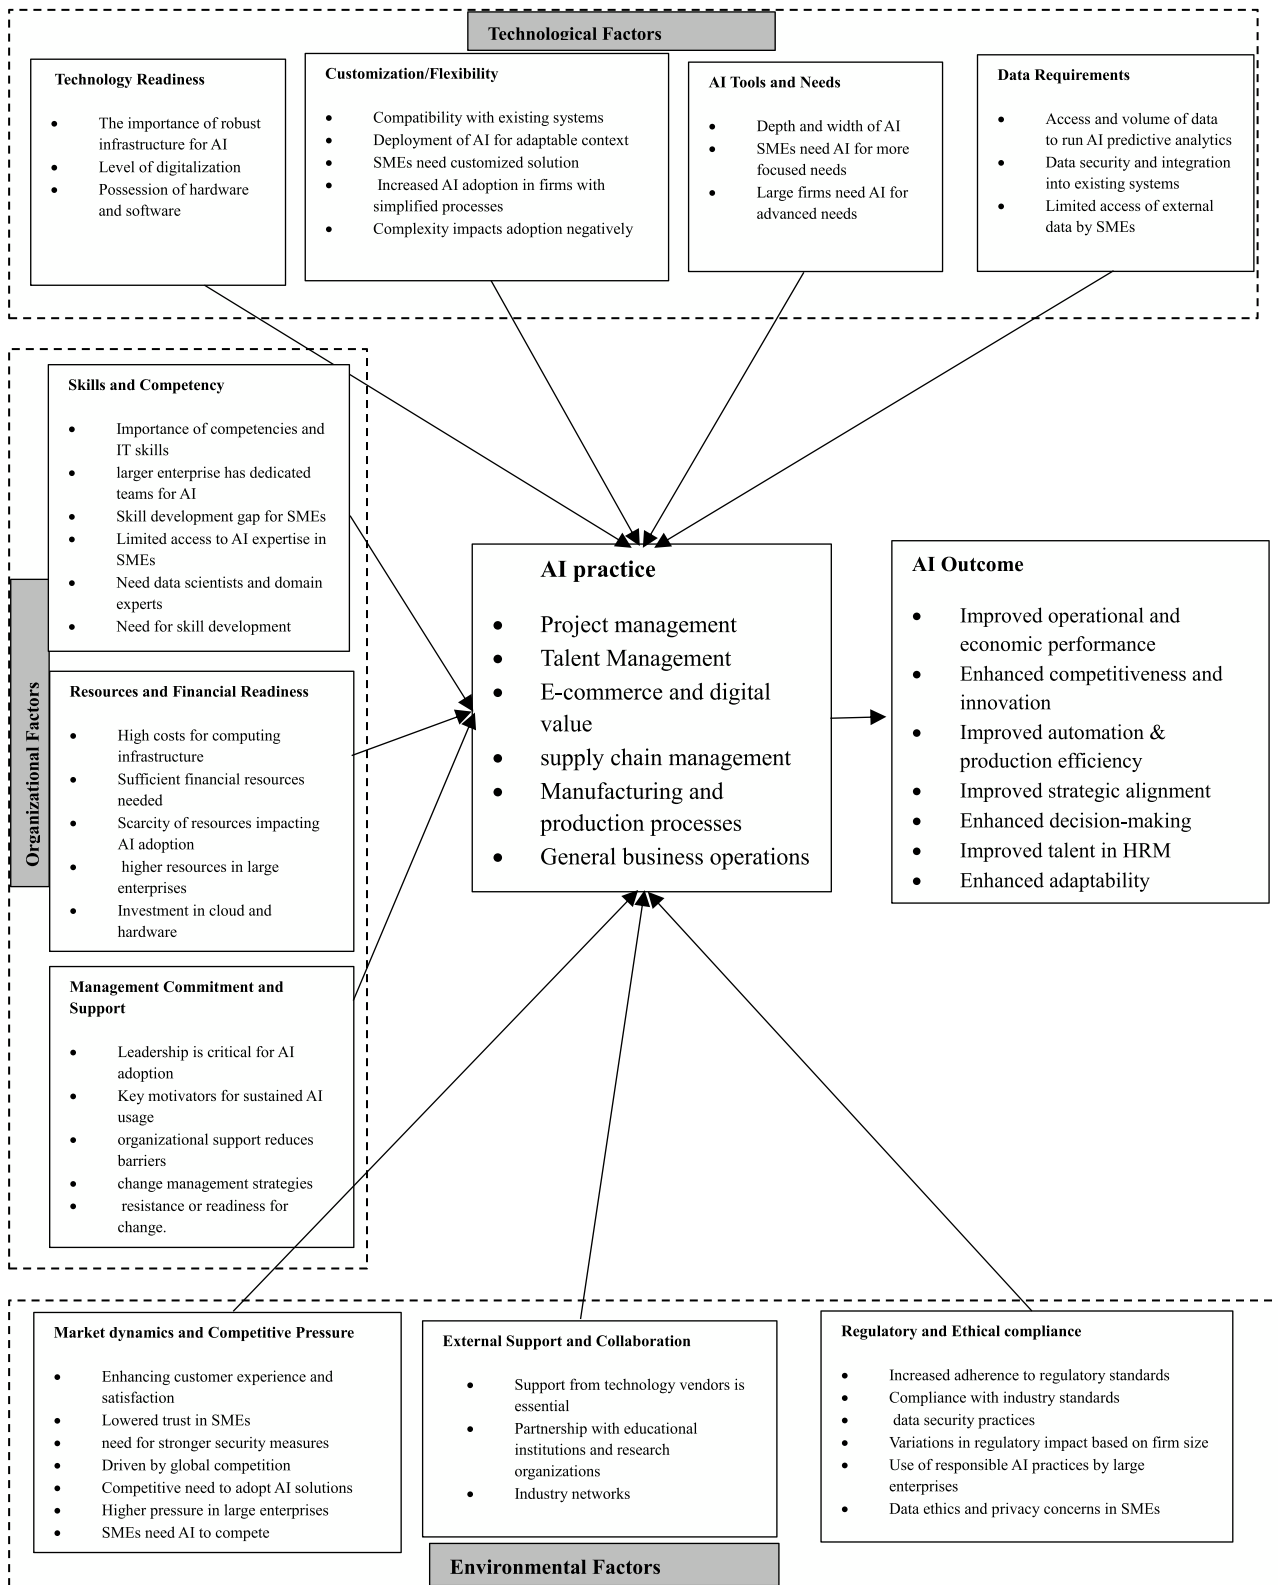 Technological Factors
Technology Readiness
• The importance of robust
infrastructure for AI
• Level of digitalization
• Possession of hardware
and software
Customization/Flexibility
• Compatibility with existing systems
• Deployment of AI for adaptable context
• SMEs need customized solution
• Increased AI adoption in firms with
simplified processes
• Complexity impacts adoption negatively
AI Tools and Needs
• Depth and width of AI
• SMEs need AI for more
focused needs
• Large firms need AI for
advanced needs
Data Requirements
• Access and volume of data
to run AI predictive analytics
• Data security and integration
into existing systems
• Limited access of external
data by SMEs
Organizational Factors
Skills and Competency
• Importance of competencies and
IT skills
• larger enterprise has dedicated
teams for AI
• Skill development gap for SMEs
• Limited access to AI expertise in
SMEs
• Need data scientists and domain
experts
• Need for skill development
Resources and Financial Readiness
• High costs for computing
infrastructure
• Sufficient financial resources
needed
• Scarcity of resources impacting
AI adoption
• higher resources in large
enterprises
• Investment in cloud and
hardware
Management Commitment and
Support
• Leadership is critical for AI
adoption
• Key motivators for sustained AI
usage
• organizational support reduces
barriers
• change management strategies
• resistance or readiness for
change.
AI practice
• Project management
• Talent Management
• E-commerce and digital
value
• supply chain management
• Manufacturing and
production processes
• General business operations
AI Outcome
• Improved operational and
economic performance
• Enhanced competitiveness and
innovation
• Improved automation &
production efficiency
• Improved strategic alignment
• Enhanced decision-making
• Improved talent in HRM
• Enhanced adaptability
Market dynamics and Competitive Pressure
• Enhancing customer experience and
satisfaction
• Lowered trust in SMEs
• need for stronger security measures
• Driven by global competition
• Competitive need to adopt AI solutions
• Higher pressure in large enterprises
• SMEs need AI to compete
External Support and Collaboration
• Support from technology vendors is
essential
• Partnership with educational
institutions and research
organizations
• Industry networks
Regulatory and Ethical compliance
• Increased adherence to regulatory standards
• Compliance with industry standards
• data security practices
• Variations in regulatory impact based on firm size
• Use of responsible AI practices by large
enterprises
• Data ethics and privacy concerns in SMEs
Environmental Factors